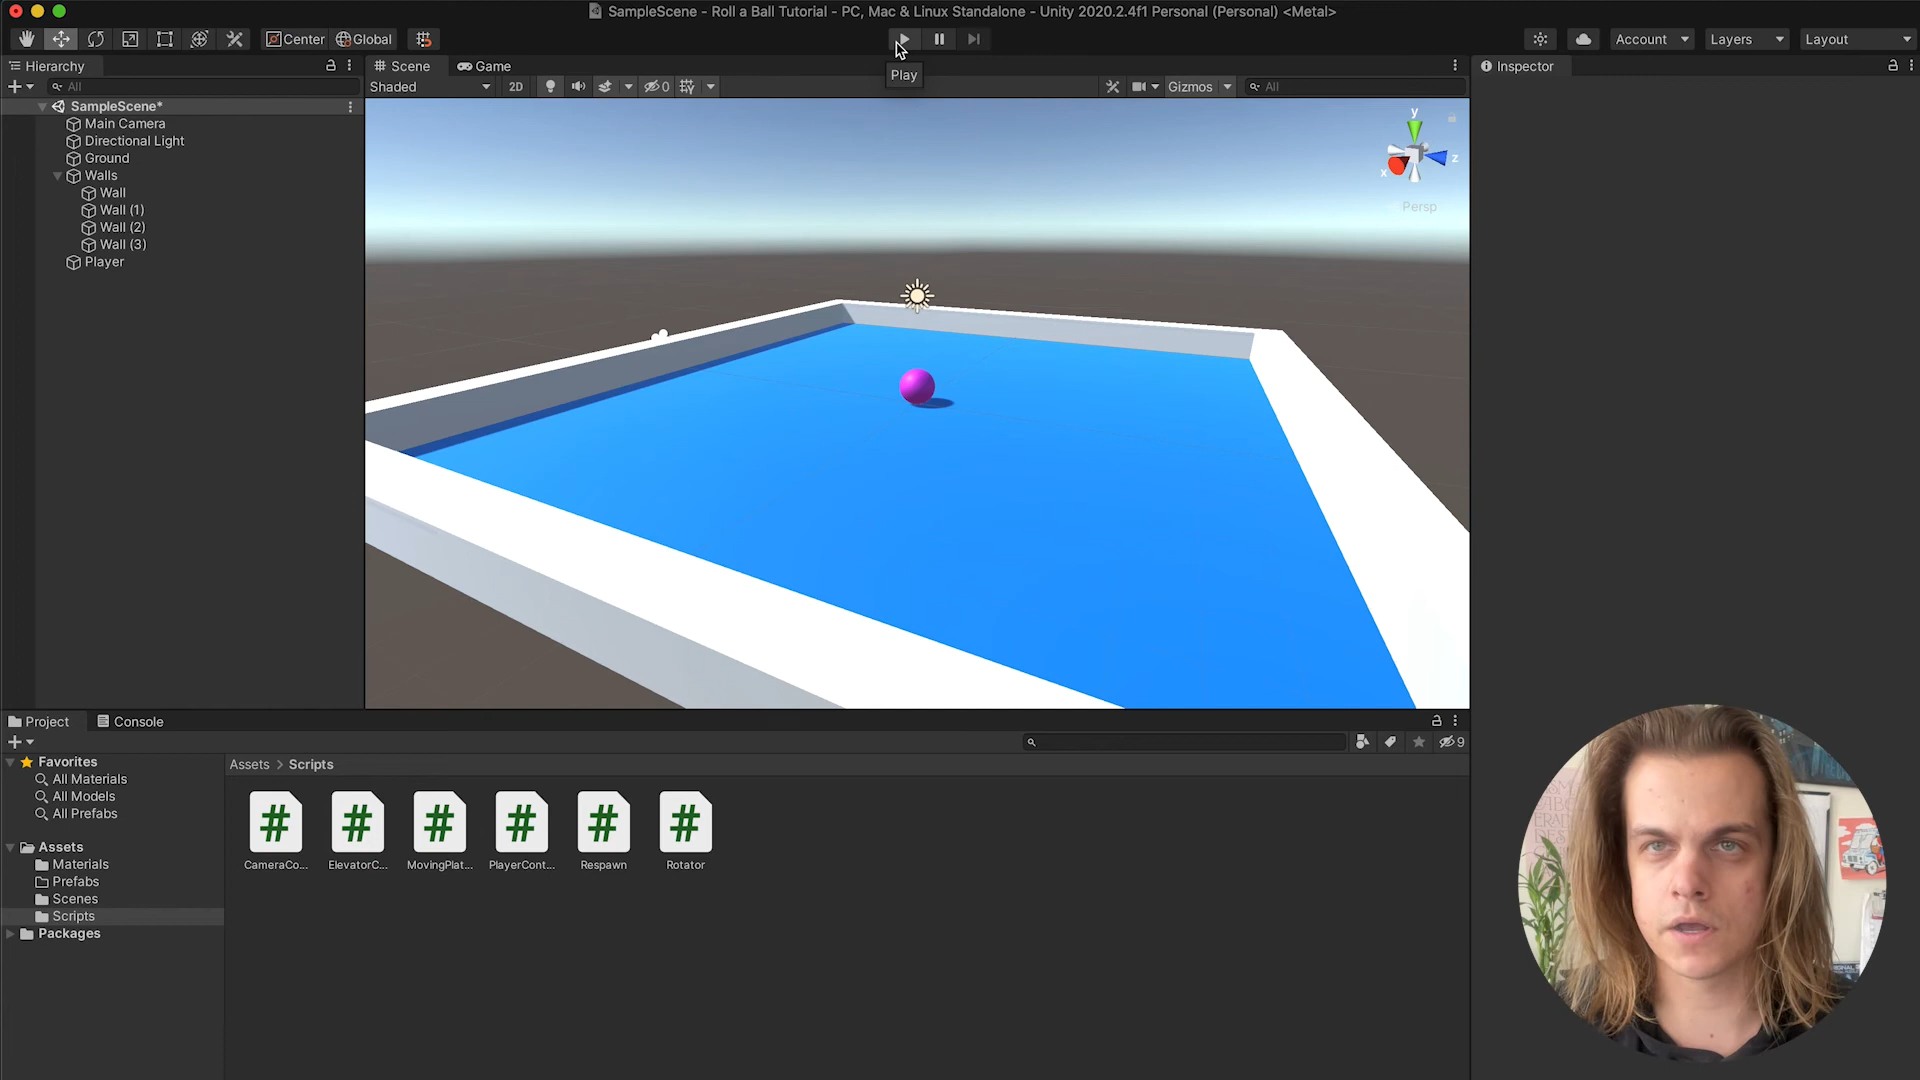 SampleScene - Roll a Ball Tutorial - PC, Mac & Linux Standalone - Unity 2020.2.4f1 Personal (Personal) <Metal>
Center Global
Account Layers Layout
Play
Hierarchy
All
SampleScene*
Main Camera
Directional Light
Ground
Walls
Wall
Wall (1)
Wall (2)
Wall (3)
Player
Scene Game
Shaded 2D 0 Gizmos All
y
x
z
Persp
Inspector
Project Console
9
Favorites
All Materials
All Models
All Prefabs
Assets
Materials
Prefabs
Scenes
Scripts
Packages
Assets > Scripts
# # # # # #
CameraCo... ElevatorC... MovingPlat... PlayerCont... Respawn Rotator